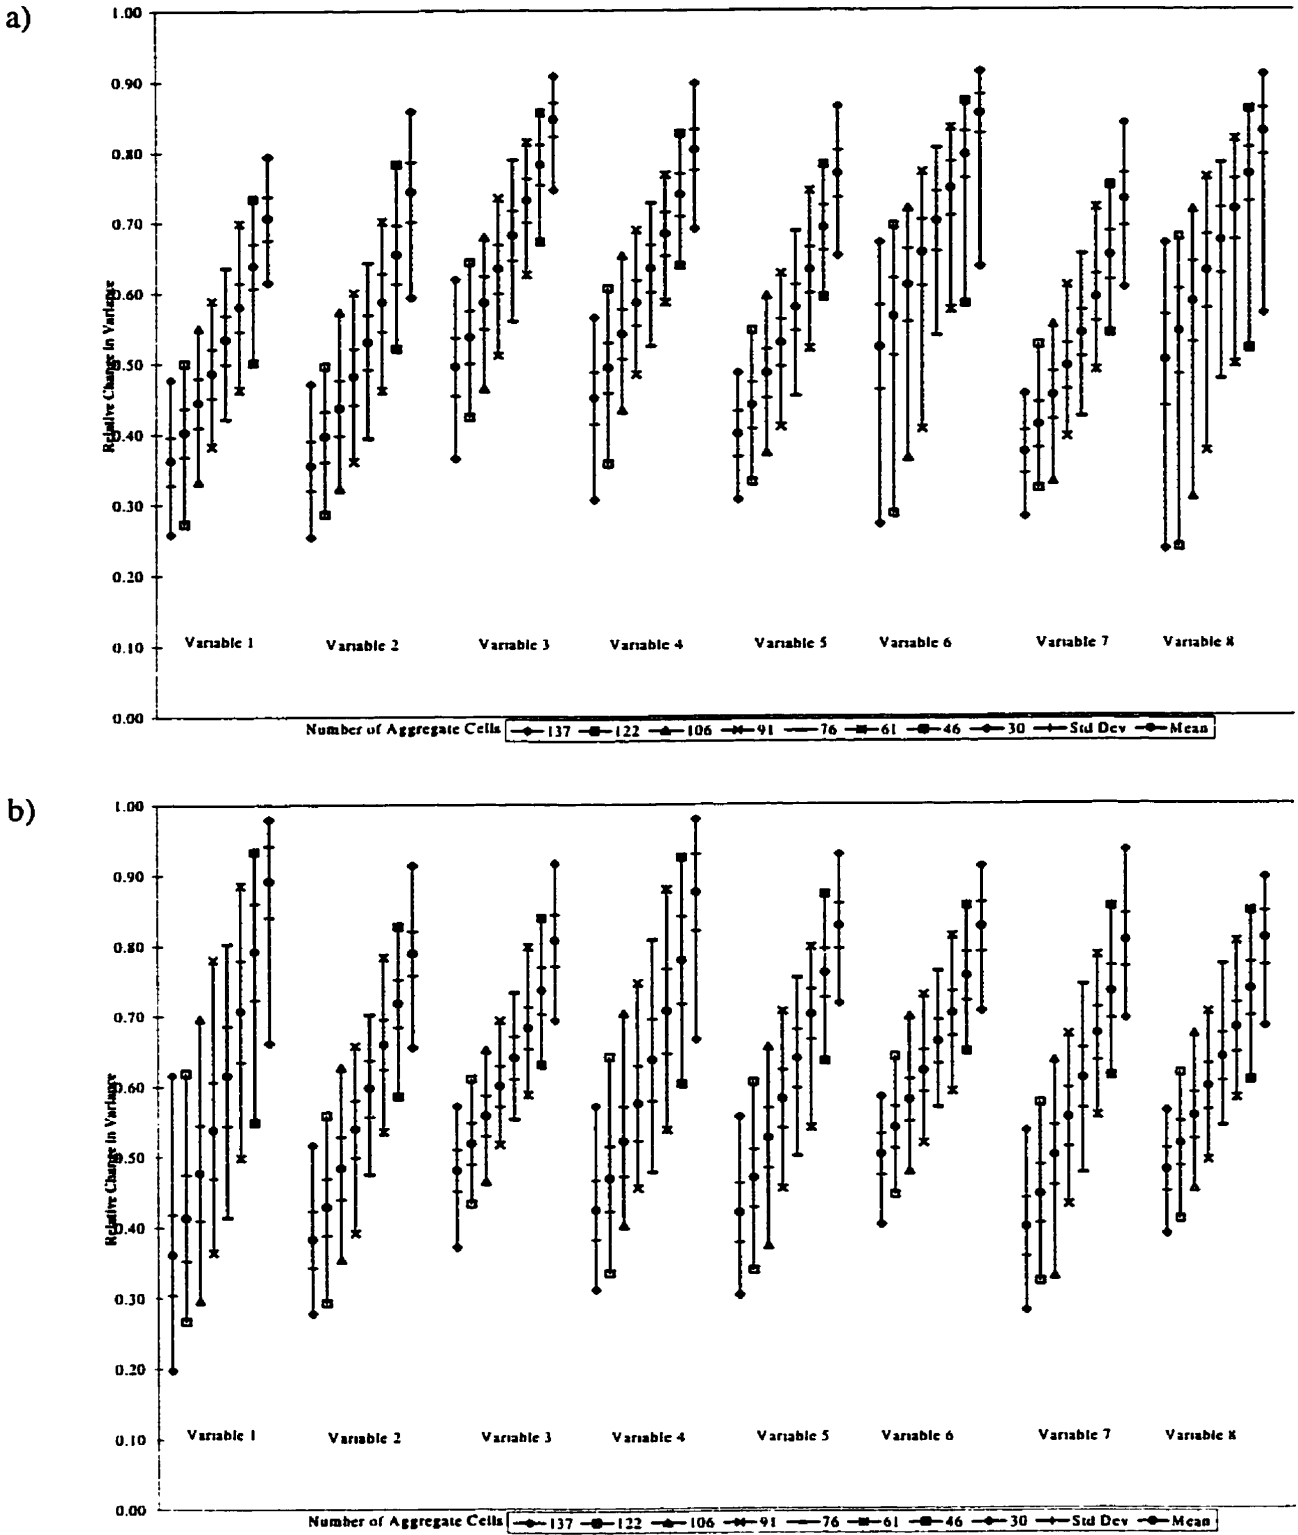 a)
1.00
0.90
0.80
0.70
0.60
0.50
0.40
0.30
0.20
0.10
0.00
Relative Change in Variance
Variable 1 Variable 2 Variable 3 Variable 4 Variable 5 Variable 6 Variable 7 Variable 8
Number of Aggregate Cells 137 122 106 91 76 61 46 30 Std Dev Mean
b)
1.00
0.90
0.80
0.70
0.60
0.50
0.40
0.30
0.20
0.10
0.00
Relative Change in Variance
Variable 1 Variable 2 Variable 3 Variable 4 Variable 5 Variable 6 Variable 7 Variable 8
Number of Aggregate Cells 137 122 106 91 76 61 46 30 Std Dev Mean